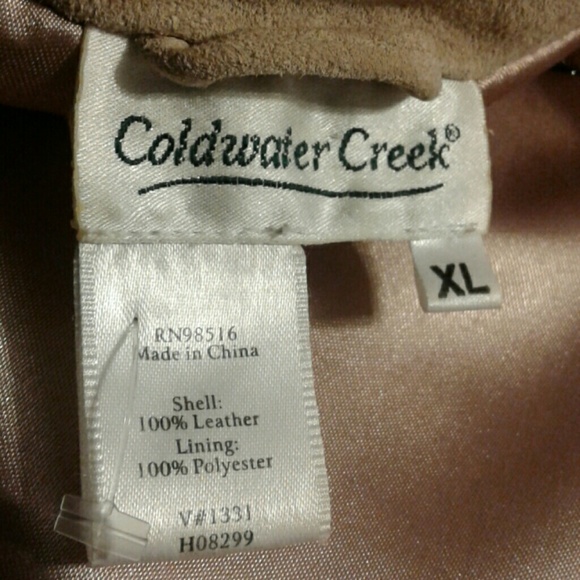 Coldwater Creek®
XL
RN98516
Made in China
Shell:
100% Leather
Lining:
100% Polyester
V#1331
H08299